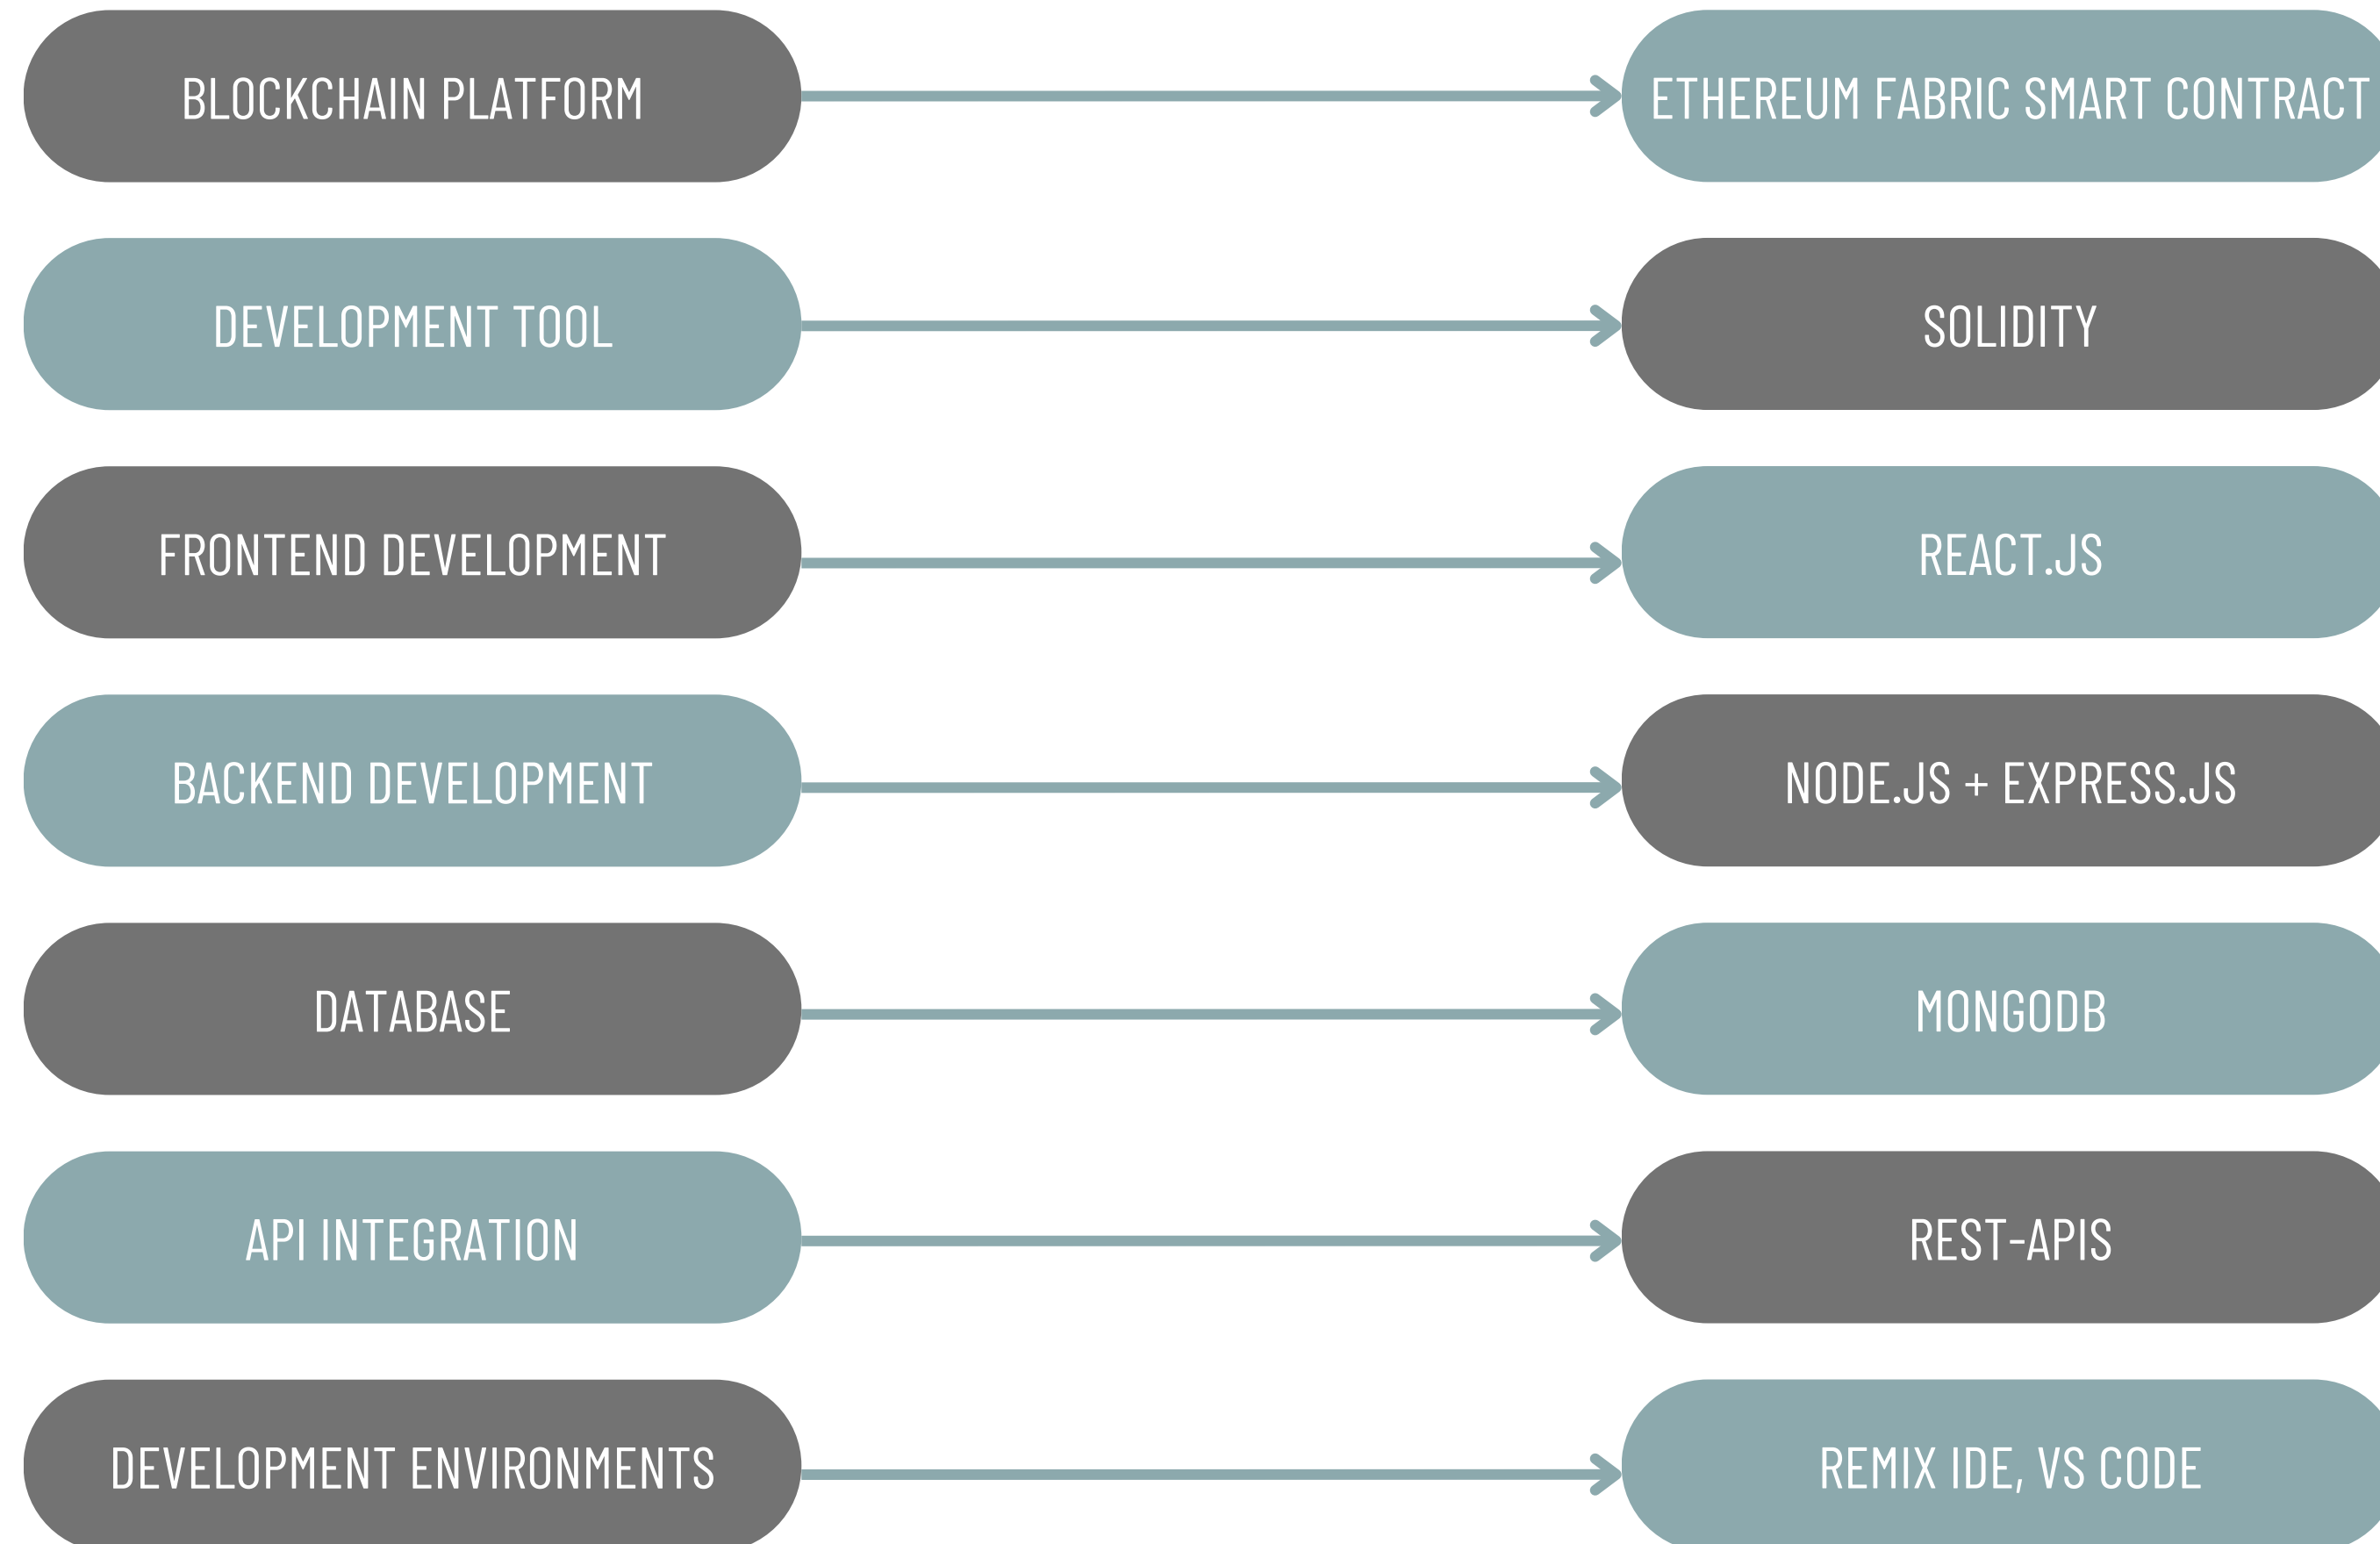 BLOCKCHAIN PLATFORM
ETHEREUM FABRIC SMART CONTRACT
DEVELOPMENT TOOL
SOLIDITY
FRONTEND DEVELOPMENT
REACT.JS
BACKEND DEVELOPMENT
NODE.JS + EXPRESS.JS
DATABASE
MONGODB
API INTEGRATION
REST-APIS
DEVELOPMENT ENVIRONMENTS
REMIX IDE, VS CODE